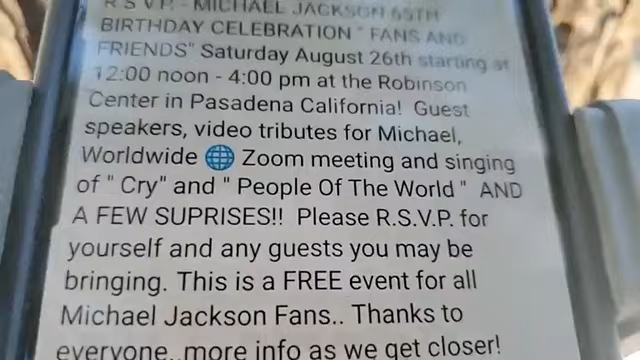 R S V P. - MICHAEL JACKSON 65TH
BIRTHDAY CELEBRATION " FANS AND
FRIENDS" Saturday August 26th starting at
12:00 noon - 4:00 pm at the Robinson
Center in Pasadena California!  Guest
speakers, video tributes for Michael,
Worldwide 🌐 Zoom meeting and singing
of " Cry" and " People Of The World "  AND
A FEW SUPRISES!!  Please R.S.V.P. for
yourself and any guests you may be
bringing. This is a FREE event for all
Michael Jackson Fans.. Thanks to
everyone..more info as we get closer!